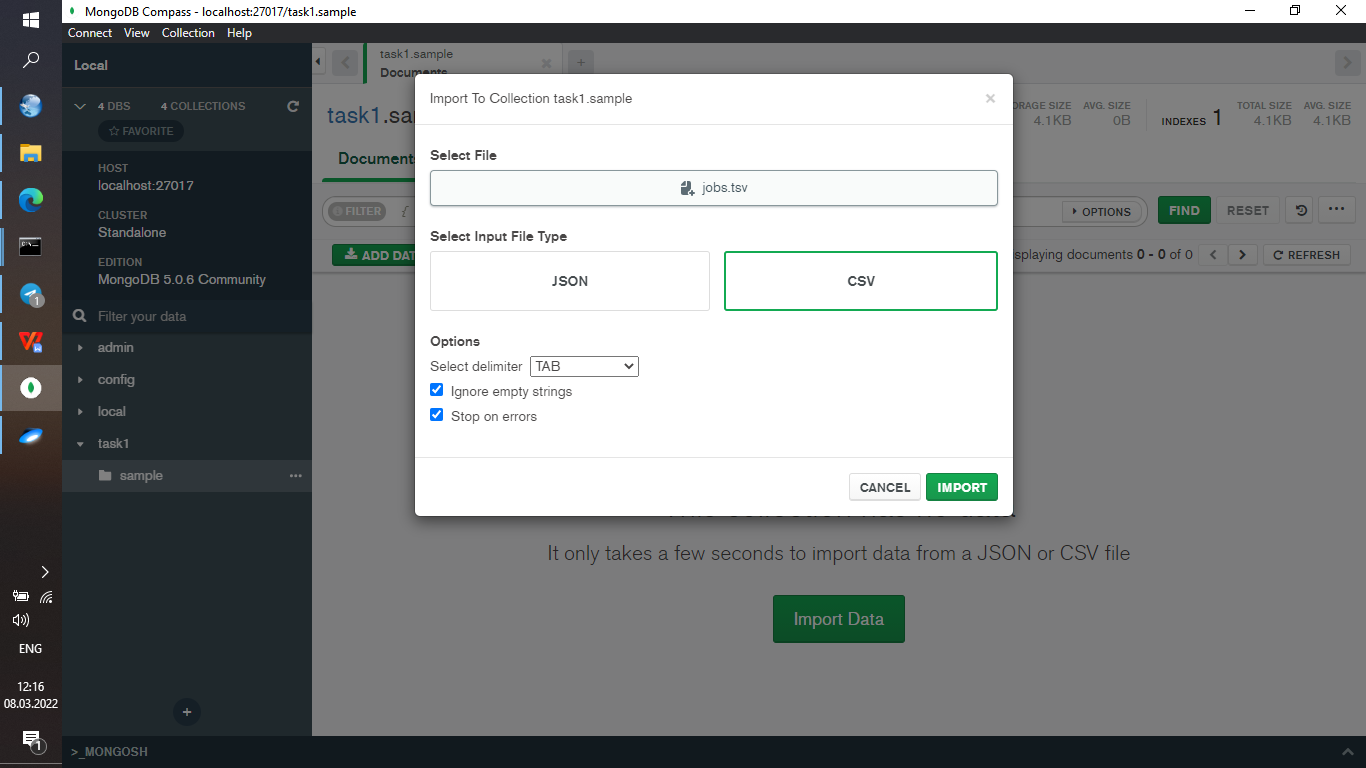 MongoDB Compass - localhost:27017/task1.sample
Connect View Collection Help
Local
4 DBS 4 COLLECTIONS
FAVORITE
HOST
localhost:27017
CLUSTER
Standalone
EDITION
MongoDB 5.0.6 Community
Filter your data
admin
config
local
task1
sample
>_MONGOSH
ENG
12:16
08.03.2022
1
1
task1.sample
Documents
task1.sa
ORAGE SIZE AVG. SIZE
4.1KB 0B
INDEXES 1
TOTAL SIZE AVG. SIZE
4.1KB 4.1KB
Document
FILTER {
OPTIONS
FIND
RESET
ADD DAT
splaying documents 0 - 0 of 0
REFRESH
Import To Collection task1.sample
Select File
jobs.tsv
Select Input File Type
JSON
CSV
Options
Select delimiter TAB
Ignore empty strings
Stop on errors
CANCEL
IMPORT
It only takes a few seconds to import data from a JSON or CSV file
Import Data